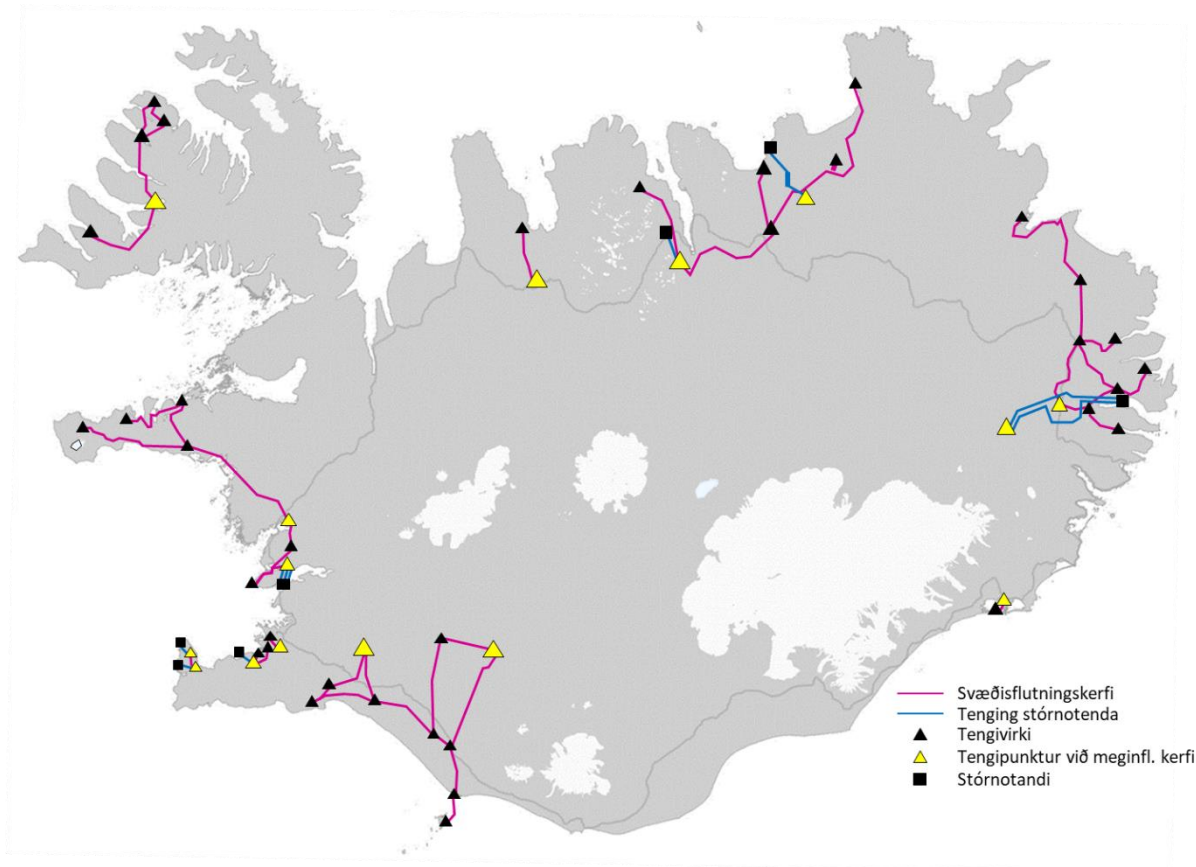 Svæðisflutningskerfi
Tenging stórnotenda
Tengivirki
Tengipunktur við meginfl. kerfi
Stórnotandi